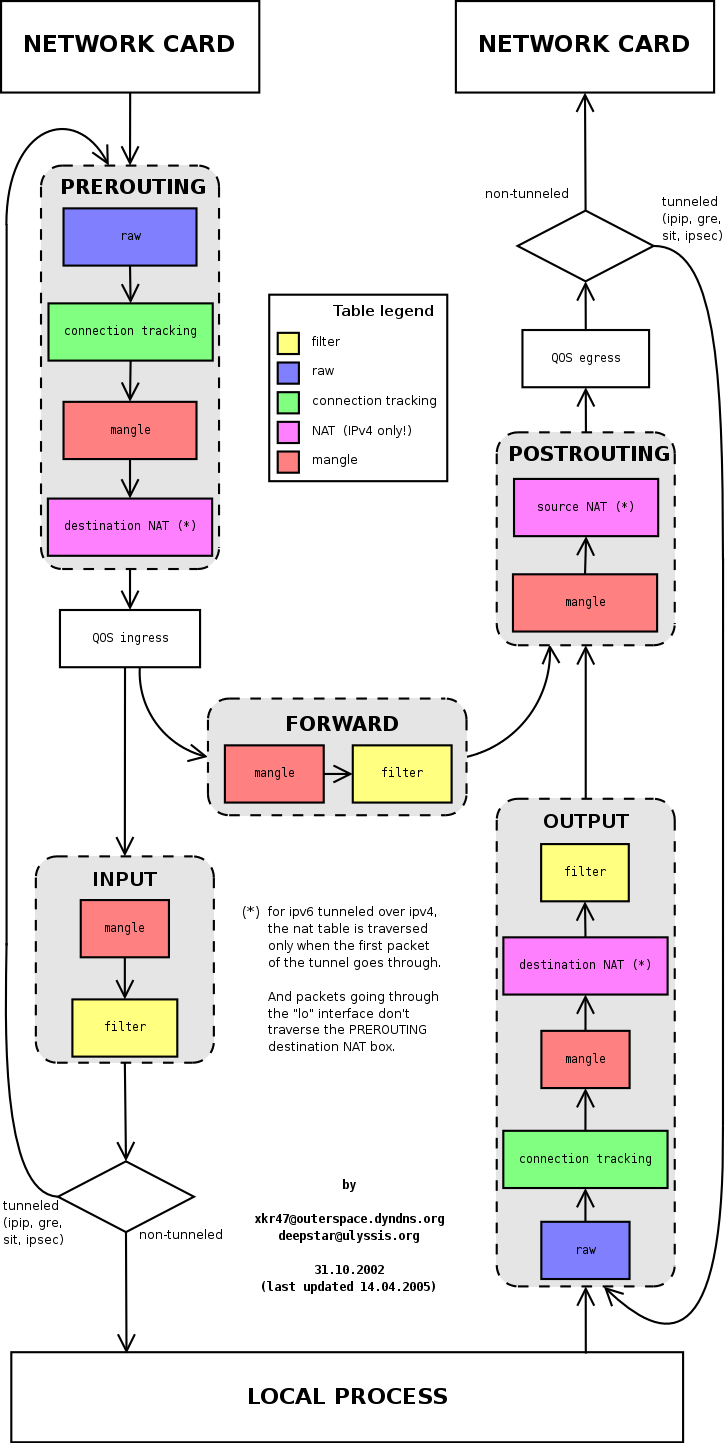 NETWORK CARD
PREROUTING
raw
connection tracking
mangle
destination NAT (*)
QOS ingress
INPUT
mangle
filter
tunneled
(ipip, gre,
sit, ipsec)
non-tunneled
Table legend
filter
raw
connection tracking
NAT (IPv4 only!)
mangle
FORWARD
mangle
filter
(*) for ipv6 tunneled over ipv4,
the nat table is traversed
only when the first packet
of the tunnel goes through.
And packets going through
the "lo" interface don't
traverse the PREROUTING
destination NAT box.
by
xkr47@outerspace.dyndns.org
deepstar@ulyssis.org
31.10.2002
(last updated 14.04.2005)
NETWORK CARD
non-tunneled
tunneled
(ipip, gre,
sit, ipsec)
QOS egress
POSTROUTING
source NAT (*)
mangle
OUTPUT
filter
destination NAT (*)
mangle
connection tracking
raw
LOCAL PROCESS